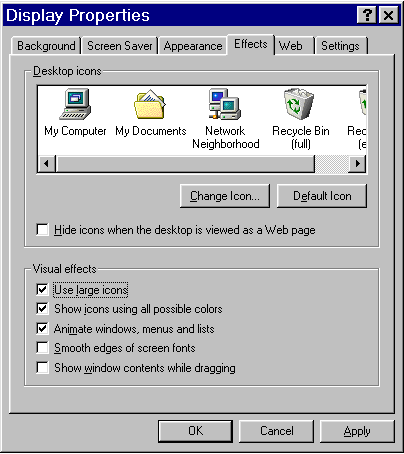 Display Properties
Background Screen Saver Appearance Effects Web Settings
Desktop icons
My Computer My Documents Network Neighborhood Recycle Bin (full) Rec (e
Change Icon... Default Icon
Hide icons when the desktop is viewed as a Web page
Visual effects
Use large icons
Show icons using all possible colors
Animate windows, menus and lists
Smooth edges of screen fonts
Show window contents while dragging
OK Cancel Apply